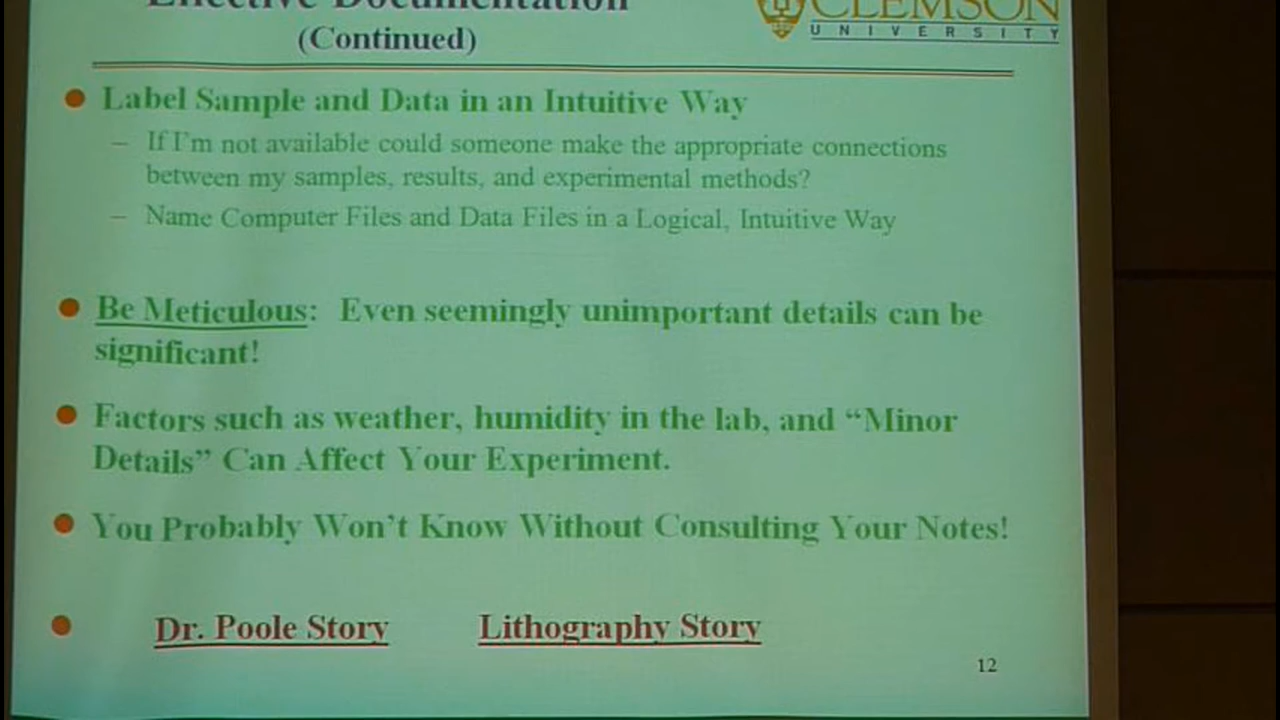 Effective Documentation
(Continued)
CLEMSON
UNIVERSITY
Label Sample and Data in an Intuitive Way
– If I'm not available could someone make the appropriate connections
between my samples, results, and experimental methods?
– Name Computer Files and Data Files in a Logical, Intuitive Way
Be Meticulous: Even seemingly unimportant details can be
significant!
Factors such as weather, humidity in the lab, and “Minor
Details” Can Affect Your Experiment.
You Probably Won't Know Without Consulting Your Notes!
Dr. Poole Story Lithography Story
12